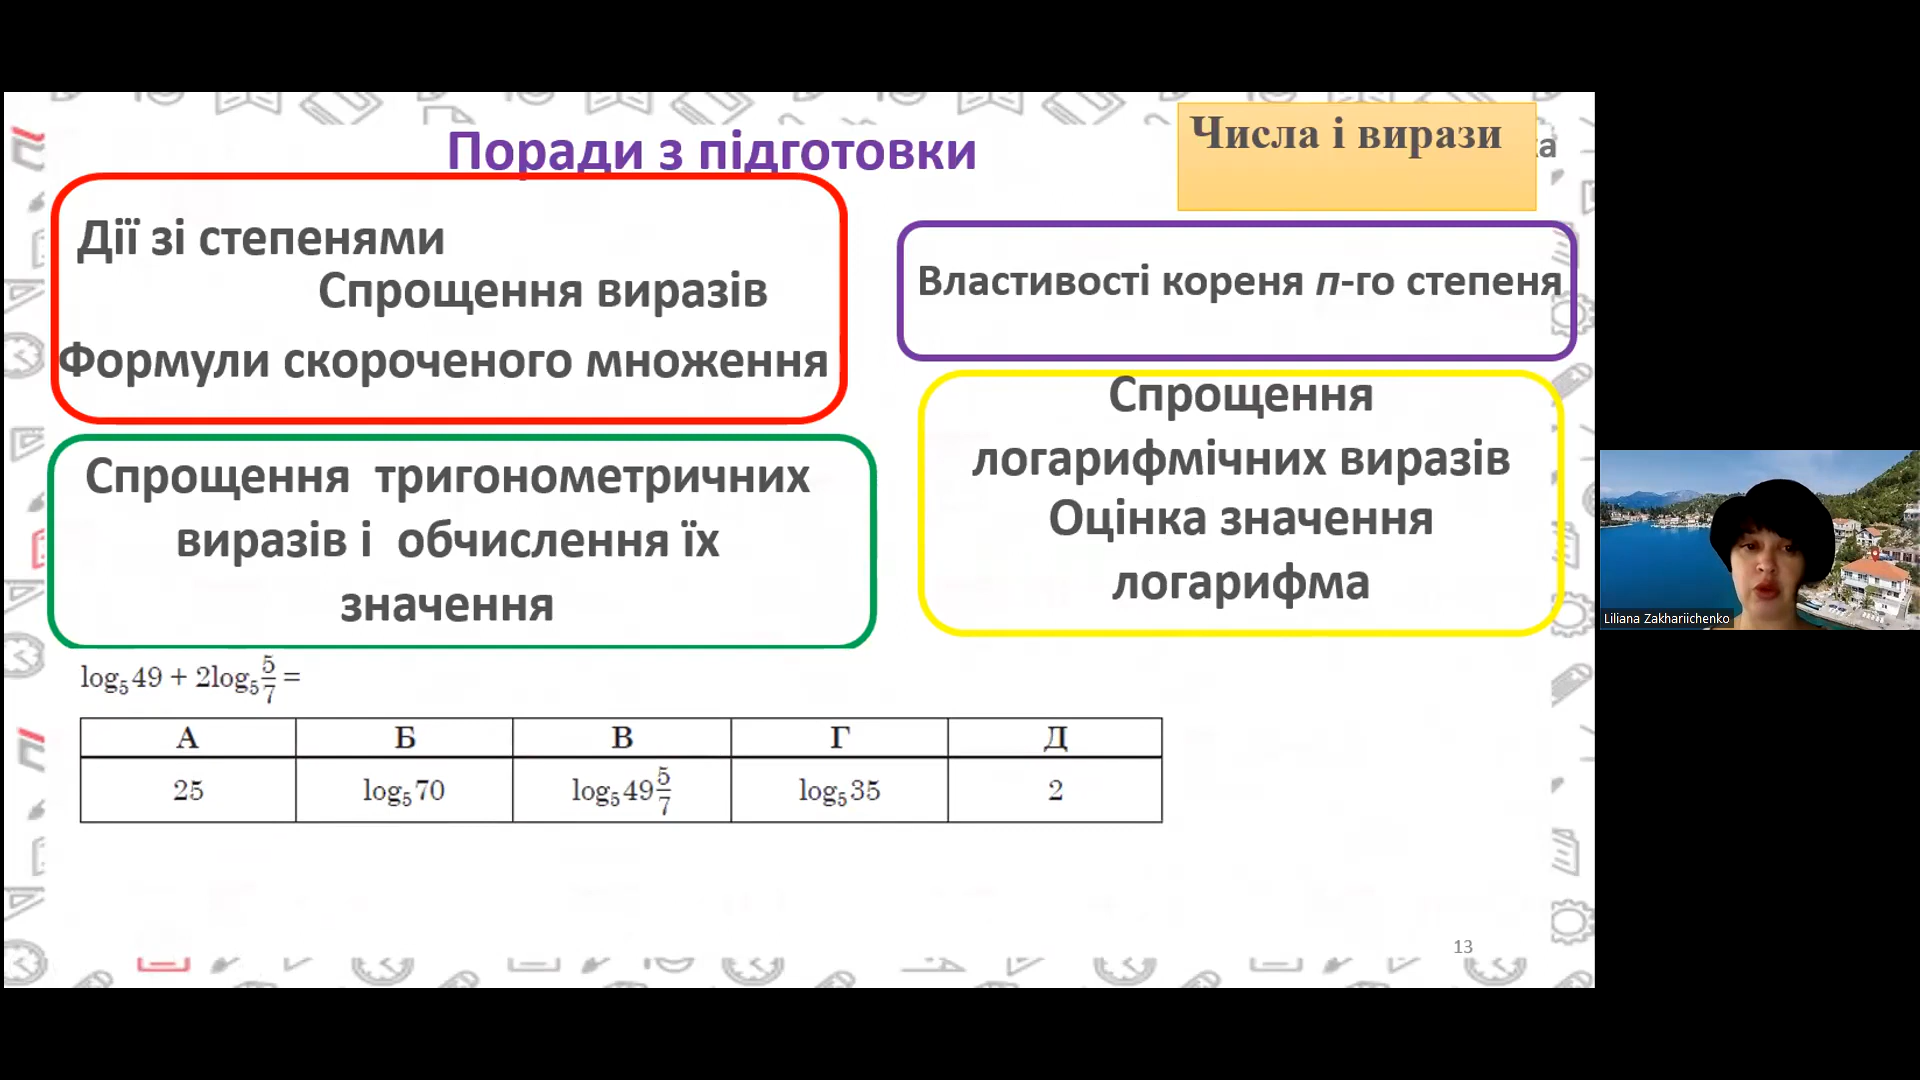 Поради з підготовки
Числа і вирази
ка
Дії зі степенями
Спрощення виразів
Формули скороченого множення
Властивості кореня n-го степеня
Спрощення тригонометричних
виразів і обчислення їх
значення
Спрощення
логарифмічних виразів
Оцінка значення
логарифма
log₅49 + 2log₅5/7 =
А Б В Г Д
25 log₅70 log₅49 5/7 log₅35 2
13
Liliana Zakhariichenko